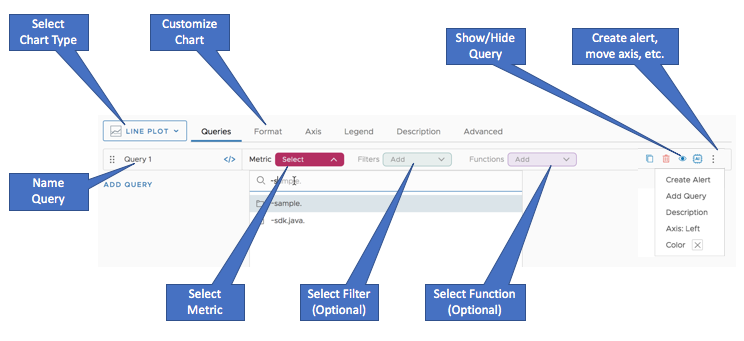 Select
Chart Type
Customize
Chart
Show/Hide
Query
Create alert,
move axis, etc.
LINE PLOT
Queries
Format
Axis
Legend
Description
Advanced
Query 1
</>
Metric
Select
Filters
Add
Functions
Add
AI
ADD QUERY
~sample.
~sample.
~sdk.java.
Create Alert
Add Query
Description
Axis: Left
Color
Name
Query
Select
Metric
Select Filter
(Optional)
Select Function
(Optional)